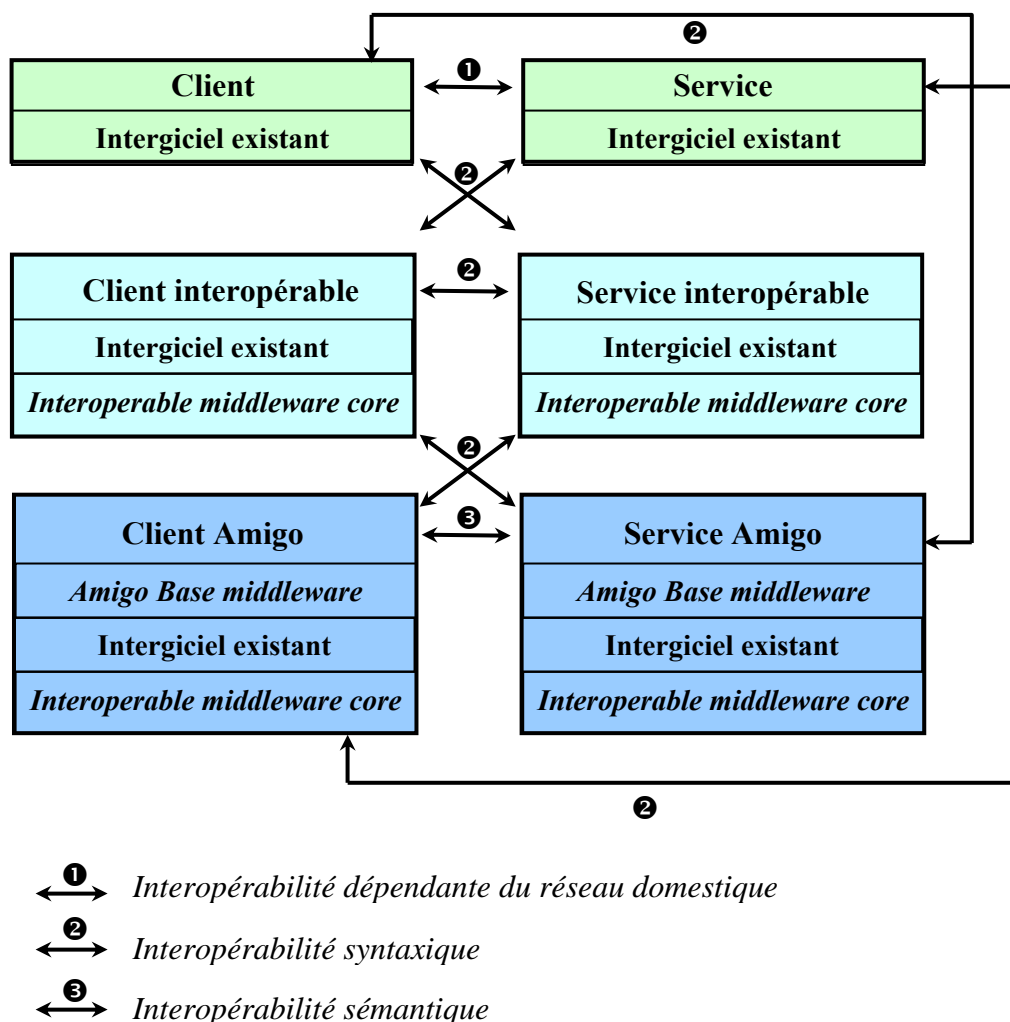 ❷
Client ❶ Service
Intergiciel existant Intergiciel existant
❷
Client interopérable ❷ Service interopérable
Intergiciel existant Intergiciel existant
Interoperable middleware core Interoperable middleware core
❷
Client Amigo ❸ Service Amigo
Amigo Base middleware Amigo Base middleware
Intergiciel existant Intergiciel existant
Interoperable middleware core Interoperable middleware core
❷
❶ Interopérabilité dépendante du réseau domestique
❷ Interopérabilité syntaxique
❸ Interopérabilité sémantique